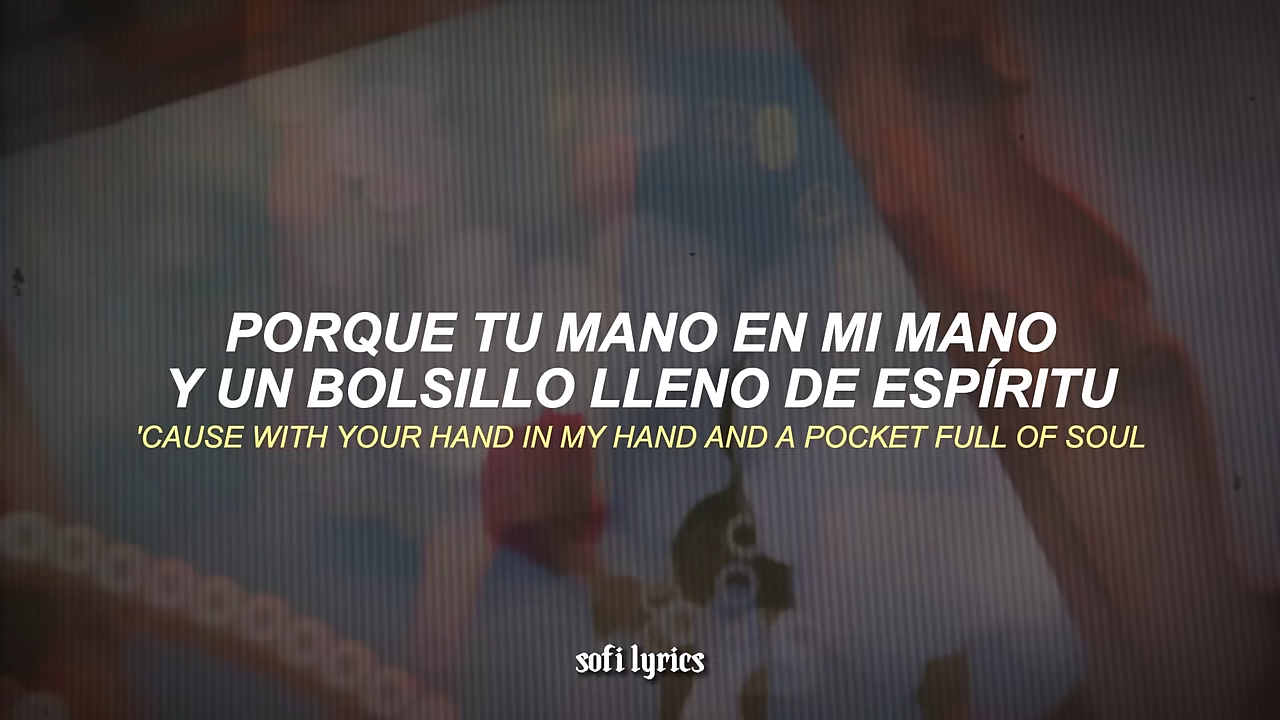 PORQUE TU MANO EN MI MANO
Y UN BOLSILLO LLENO DE ESPÍRITU
'CAUSE WITH YOUR HAND IN MY HAND AND A POCKET FULL OF SOUL
sofi lyrics